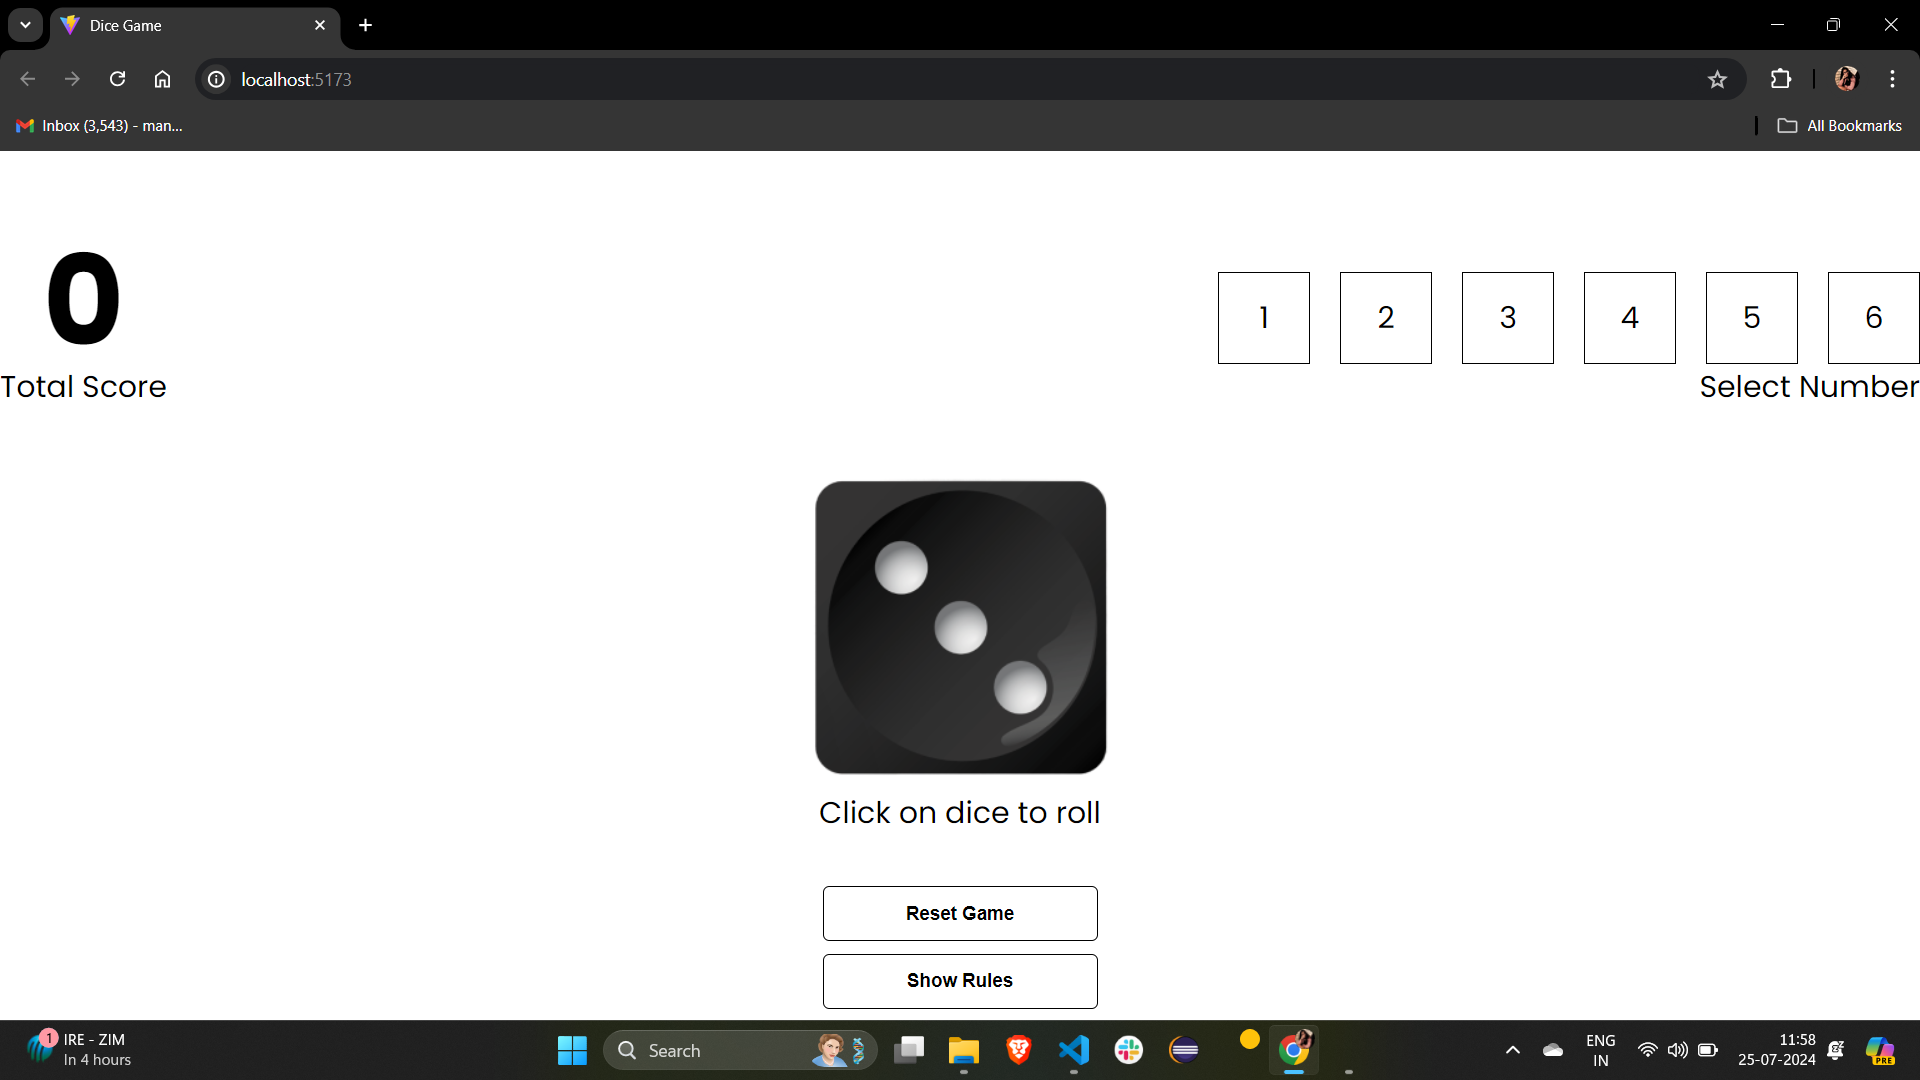 Dice Game
localhost:5173
Inbox (3,543) - man...
All Bookmarks
0
Total Score
1 2 3 4 5 6
Select Number
Click on dice to roll
Reset Game
Show Rules
1
IRE - ZIM
In 4 hours
Search
ENG
IN
11:58
25-07-2024
PRE